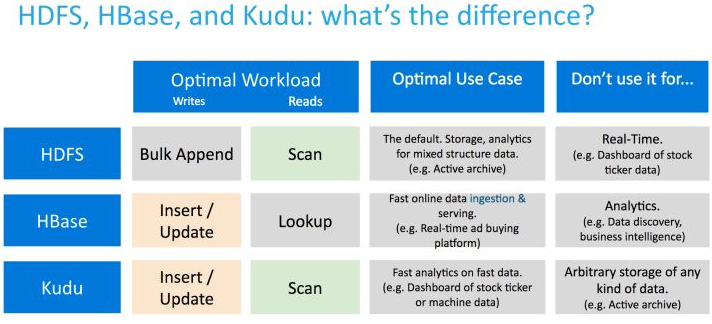 HDFS, HBase, and Kudu: what's the difference?
Optimal Workload
Writes Reads
Optimal Use Case
Don't use it for...
HDFS
Bulk Append
Scan
The default. Storage, analytics
for mixed structure data.
(e.g. Active archive)
Real-Time.
(e.g. Dashboard of stock
ticker data)
HBase
Insert /
Update
Lookup
Fast online data ingestion &
serving.
(e.g. Real-time ad buying
platform)
Analytics.
(e.g. Data discovery,
business intelligence)
Kudu
Insert /
Update
Scan
Fast analytics on fast data.
(e.g. Dashboard of stock ticker
or machine data)
Arbitrary storage of any
kind of data.
(e.g. Active archive)